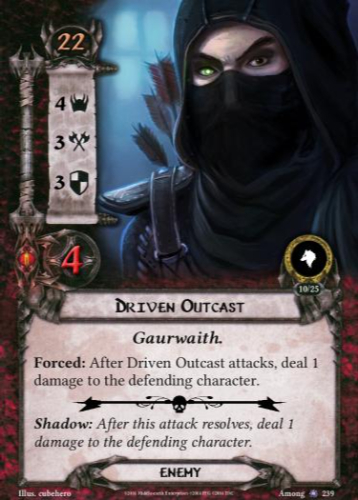 22
4
3
3
4
10/25
DRIVEN OUTCAST
Gaurwaith.
Forced: After Driven Outcast attacks, deal 1
damage to the defending character.
Shadow: After this attack resolves, deal 1
damage to the defending character.
ENEMY
Illus. cubehero
Among 239